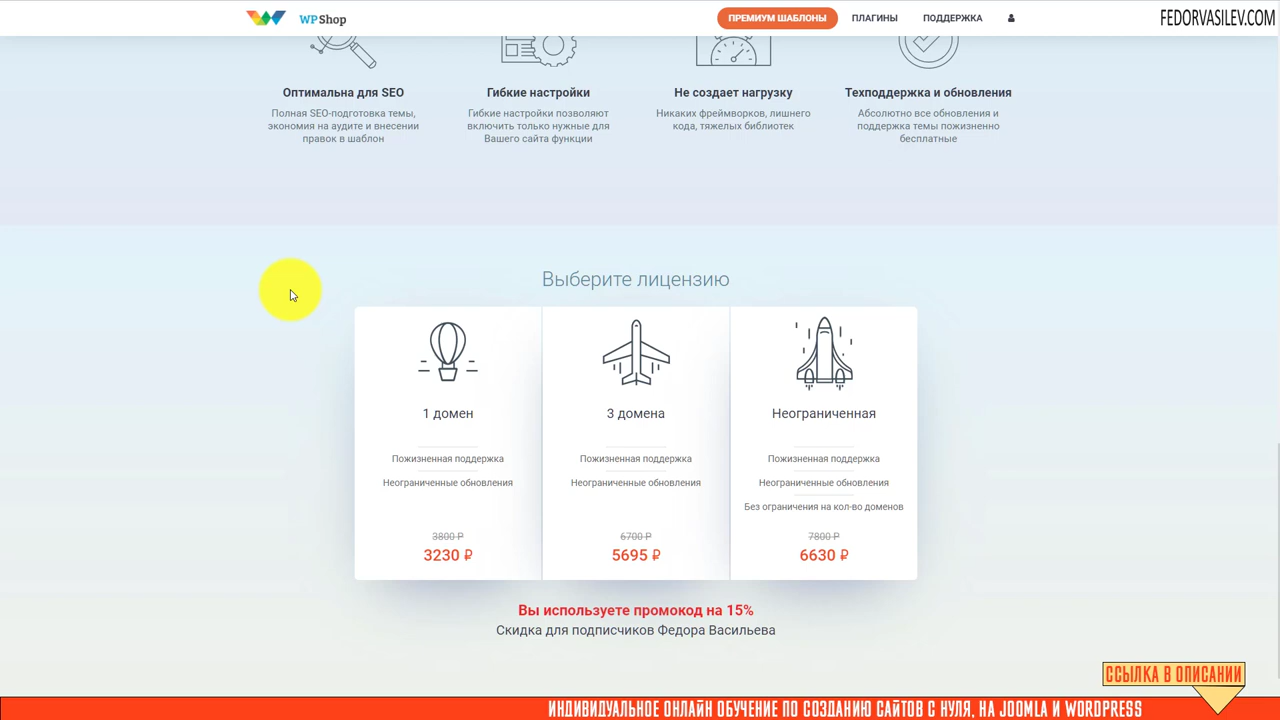 WPShop
ПРЕМИУМ ШАБЛОНЫ
ПЛАГИНЫ
ПОДДЕРЖКА
FEDORVASILEV.COM
Оптимальна для SEO
Полная SEO-подготовка темы,
экономия на аудите и внесении
правок в шаблон
Гибкие настройки
Гибкие настройки позволяют
включить только нужные для
Вашего сайта функции
Не создает нагрузку
Никаких фреймворков, лишнего
кода, тяжелых библиотек
Техподдержка и обновления
Абсолютно все обновления и
поддержка темы пожизненно
бесплатные
Выберите лицензию
1 домен
Пожизненная поддержка
Неограниченные обновления
3800 Р
3230 ₽
3 домена
Пожизненная поддержка
Неограниченные обновления
6700 Р
5695 ₽
Неограниченная
Пожизненная поддержка
Неограниченные обновления
Без ограничения на кол-во доменов
7800 Р
6630 ₽
Вы используете промокод на 15%
Скидка для подписчиков Федора Васильева
ССЫЛКА В ОПИСАНИИ
ИНДИВИДУАЛЬНОЕ ОНЛАЙН ОБУЧЕНИЕ ПО СОЗДАНИЮ САЙТОВ С НУЛЯ, НА JOOMLA И WORDPRESS